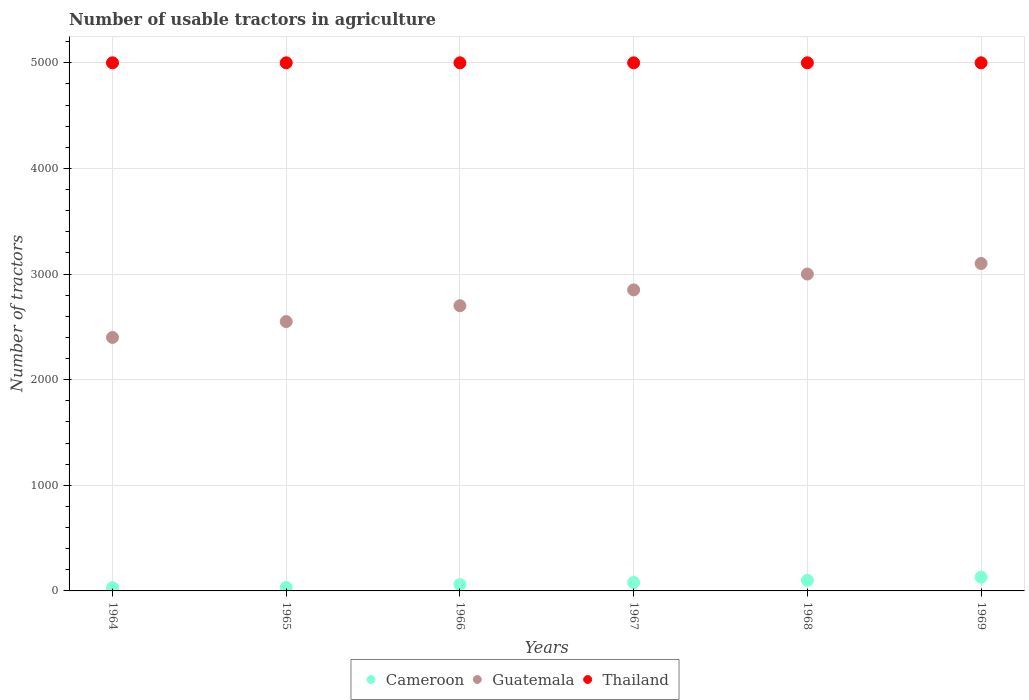 Number of usable tractors in agriculture
Number of tractors
5000
4000
3000
2000
1000
0
1964
1965
1966
1967
1968
1969
Years
Cameroon
Guatemala
Thailand